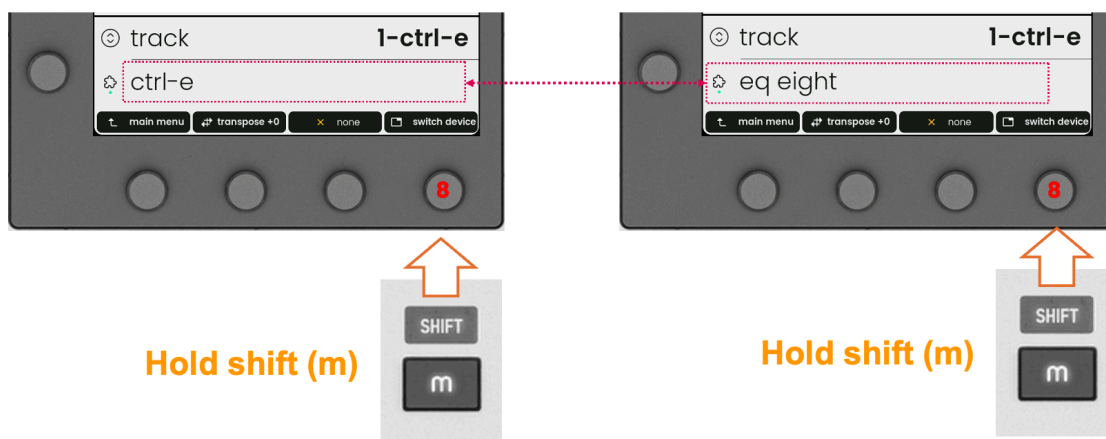 track 1-ctrl-e
ctrl-e
main menu transpose +0 none switch device
8
SHIFT
m
Hold shift (m)
track 1-ctrl-e
eq eight
main menu transpose +0 none switch device
8
SHIFT
m
Hold shift (m)